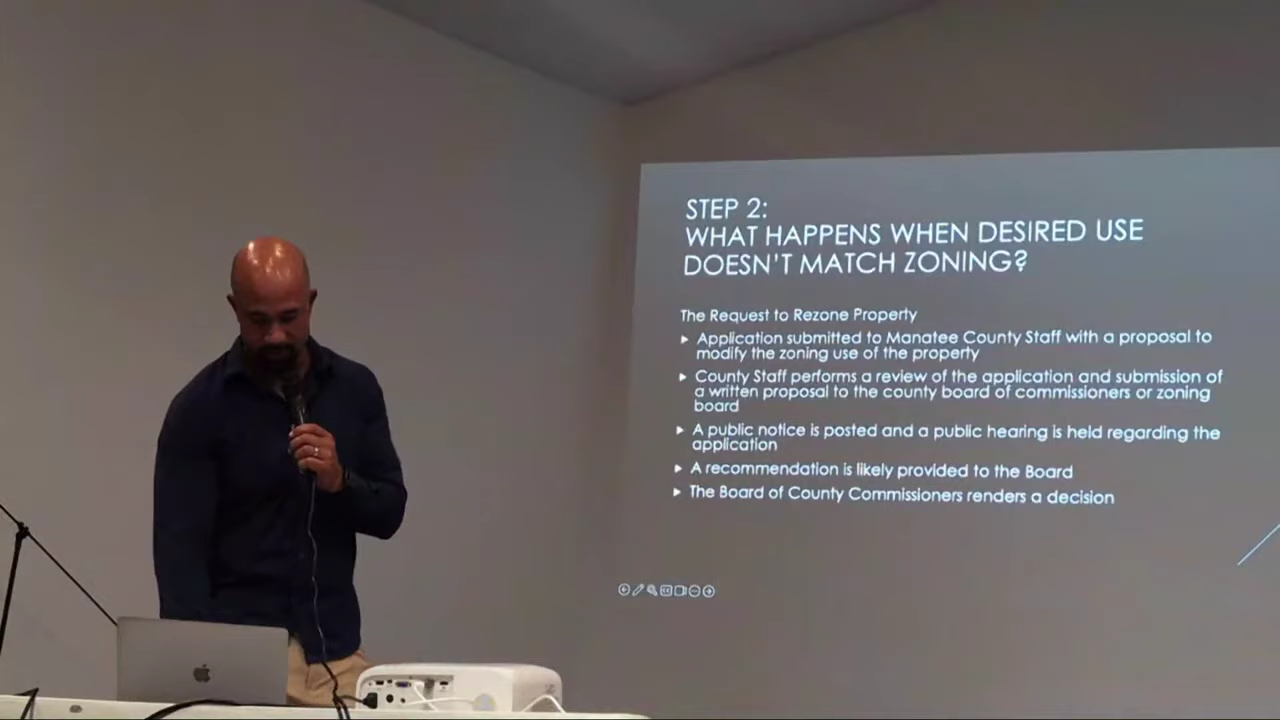 STEP 2:
WHAT HAPPENS WHEN DESIRED USE
DOESN'T MATCH ZONING?
The Request to Rezone Property
Application submitted to Manatee County Staff with a proposal to
modify the zoning use of the property
County Staff performs a review of the application and submission of
a written proposal to the county board of commissioners or zoning
board
A public notice is posted and a public hearing is held regarding the
application
A recommendation is likely provided to the Board
The Board of County Commissioners renders a decision